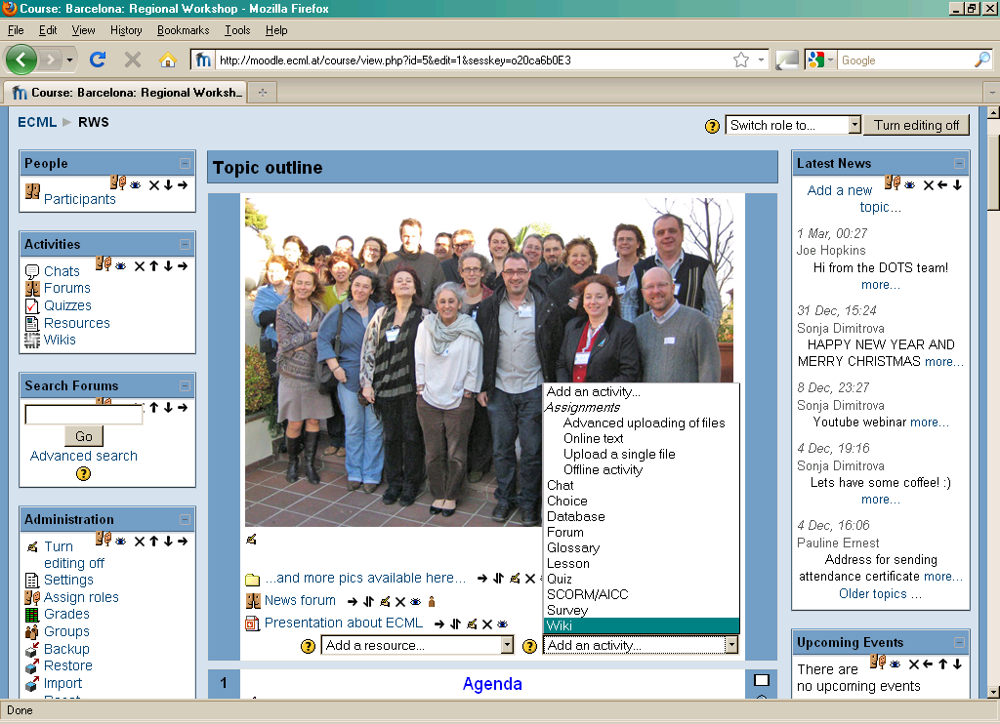 Course: Barcelona: Regional Workshop - Mozilla Firefox
File Edit View History Bookmarks Tools Help
http://moodle.ecml.at/course/view.php?id=5&edit=1&sesskey=o20ca6b0E3
Google
Course: Barcelona: Regional Worksh...
ECML ► RWS
Switch role to...
Turn editing off
People
Participants
Activities
Chats
Forums
Quizzes
Resources
Wikis
Search Forums
Go
Advanced search
Administration
Turn
editing off
Settings
Assign roles
Grades
Groups
Backup
Restore
Import
Topic outline
...and more pics available here...
News forum
Presentation about ECML
Add a resource...
Add an activity...
Assignments
Advanced uploading of files
Online text
Upload a single file
Offline activity
Chat
Choice
Database
Forum
Glossary
Lesson
Quiz
SCORM/AICC
Survey
Wiki
Add an activity...
1
Agenda
Latest News
Add a new
topic...
1 Mar, 00:27
Joe Hopkins
Hi from the DOTS team!
more...
31 Dec, 15:24
Sonja Dimitrova
HAPPY NEW YEAR AND
MERRY CHRISTMAS more...
8 Dec, 23:27
Sonja Dimitrova
Youtube webinar more...
4 Dec, 19:16
Sonja Dimitrova
Lets have some coffee! :)
more...
4 Dec, 16:06
Pauline Ernest
Address for sending
attendance certificate more...
Older topics ...
Upcoming Events
There are
no upcoming events
Done